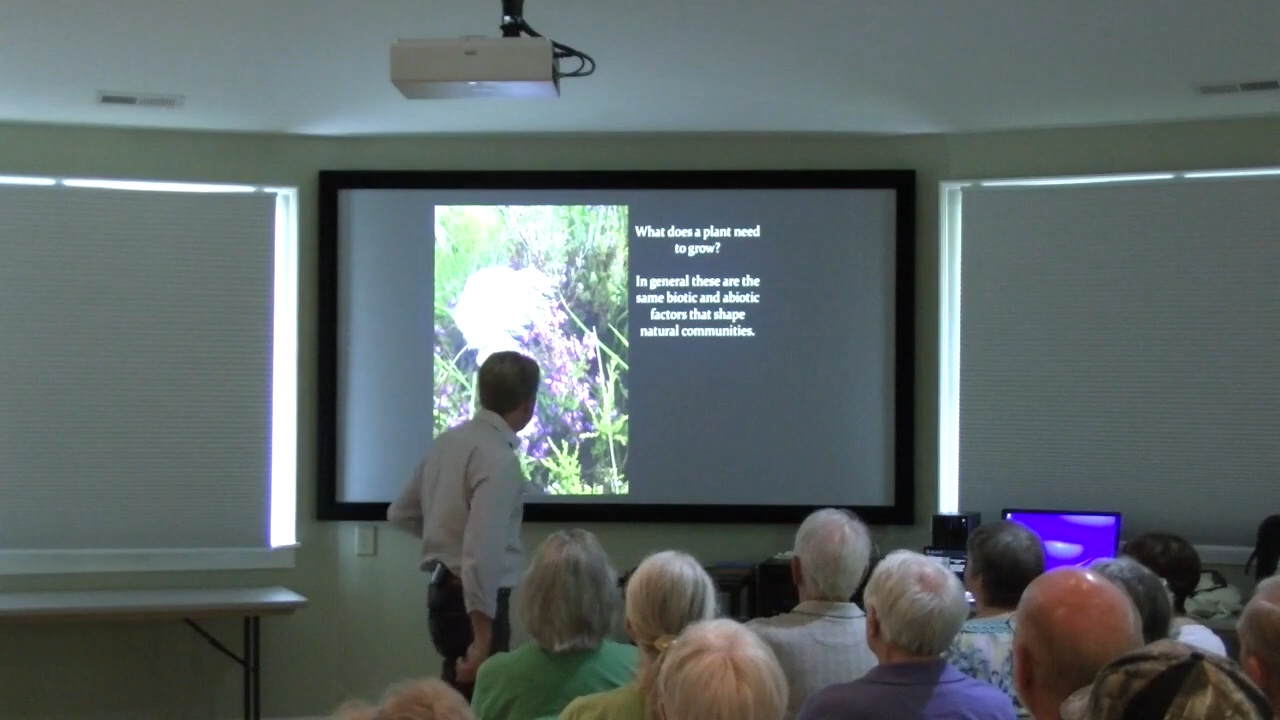 What does a plant need
to grow?
In general these are the
same biotic and abiotic
factors that shape
natural communities.